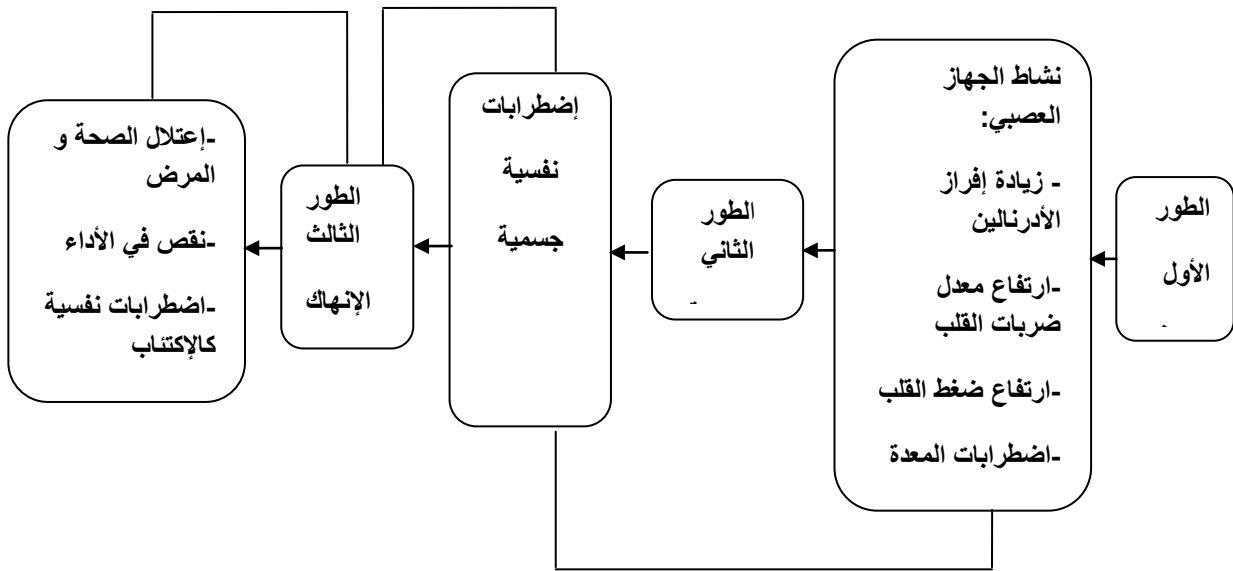 الطور
الأول
نشاط الجهاز
العصبي:
- زيادة إفراز
الأدرنالين
-ارتفاع معدل
ضربات القلب
-ارتفاع ضغط القلب
-اضطرابات المعدة
الطور
الثاني
إضطرابات
نفسية
جسمية
الطور
الثالث
الإنهاك
-إعتلال الصحة و
المرض
-نقص في الأداء
-اضطرابات نفسية
كالإكتئاب